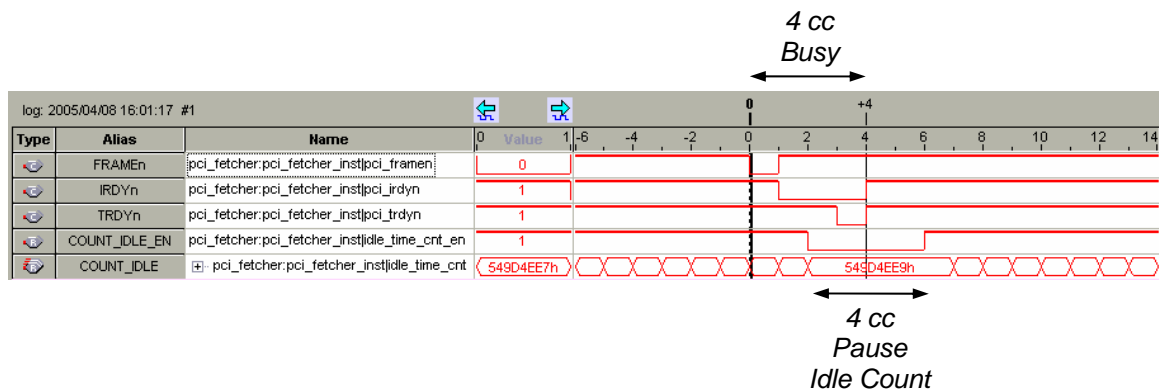 4 cc
Busy
log: 2005/04/08 16:01:17 #1
0 +4
Type Alias Name 0 Value 1 -6 -4 -2 0 2 4 6 8 10 12 14
FRAMEn pci_fetcher:pci_fetcher_inst|pci_framen 0
IRDYn pci_fetcher:pci_fetcher_inst|pci_irdyn 1
TRDYn pci_fetcher:pci_fetcher_inst|pci_trdyn 1
COUNT_IDLE_EN pci_fetcher:pci_fetcher_inst|idle_time_cnt_en 1
COUNT_IDLE pci_fetcher:pci_fetcher_inst|idle_time_cnt 549D4EE7h 549D4EE9h
4 cc
Pause
Idle Count